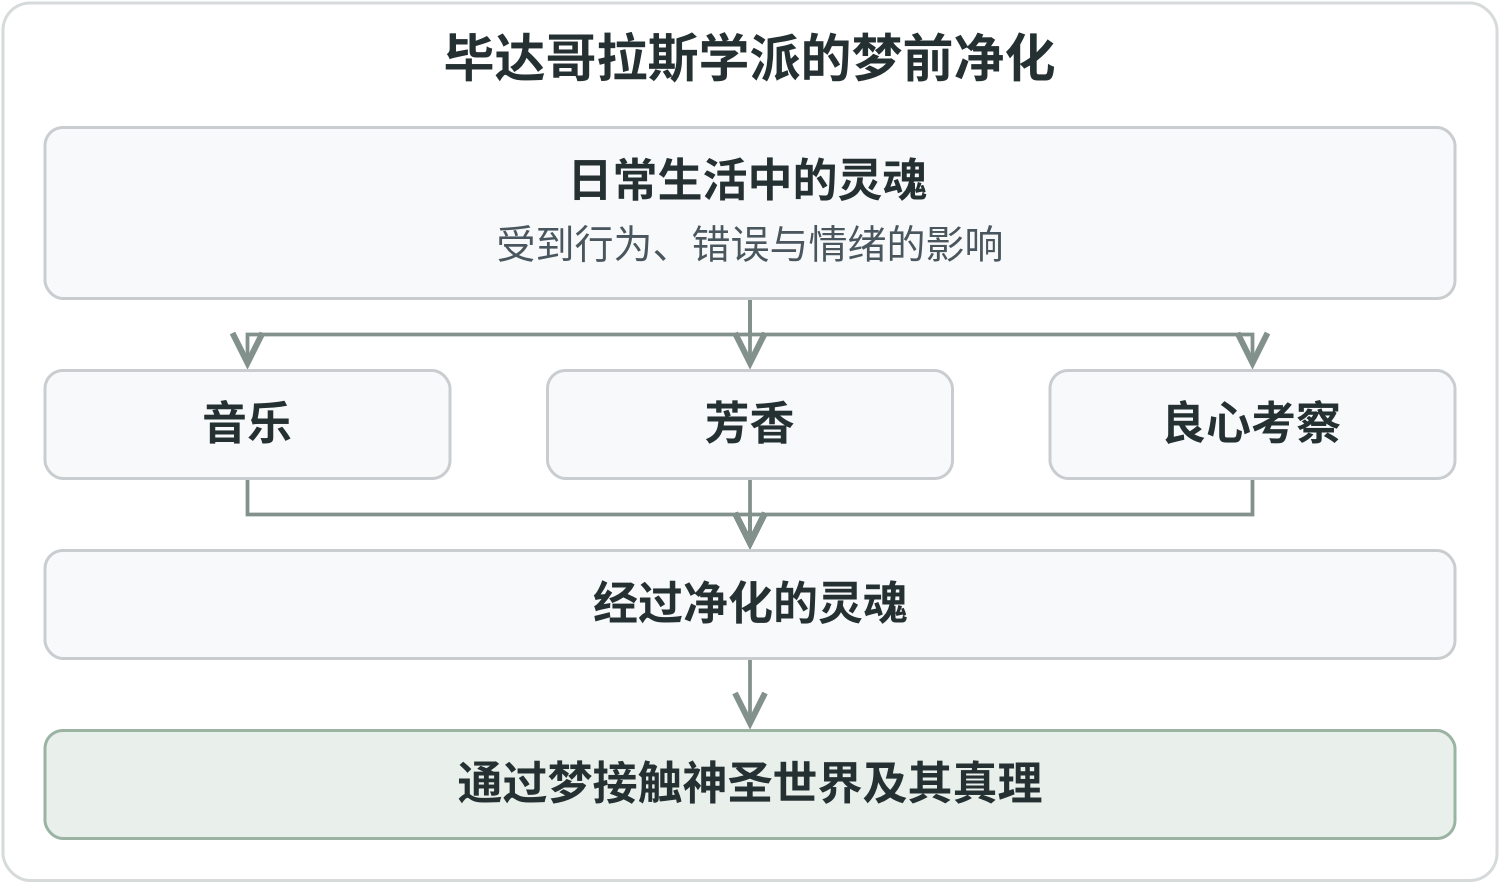 毕达哥拉斯学派的梦前净化
日常生活中的灵魂
受到行为、错误与情绪的影响
音乐
芳香
良心考察
经过净化的灵魂
通过梦接触神圣世界及其真理